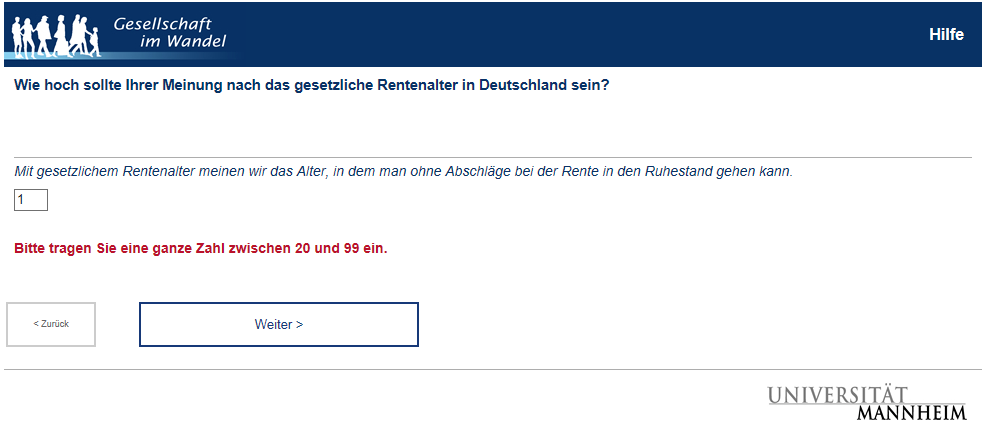 Gesellschaft
im Wandel
Hilfe
Wie hoch sollte Ihrer Meinung nach das gesetzliche Rentenalter in Deutschland sein?
Mit gesetzlichem Rentenalter meinen wir das Alter, in dem man ohne Abschläge bei der Rente in den Ruhestand gehen kann.
1
Bitte tragen Sie eine ganze Zahl zwischen 20 und 99 ein.
< Zurück
Weiter >
UNIVERSITÄT
MANNHEIM